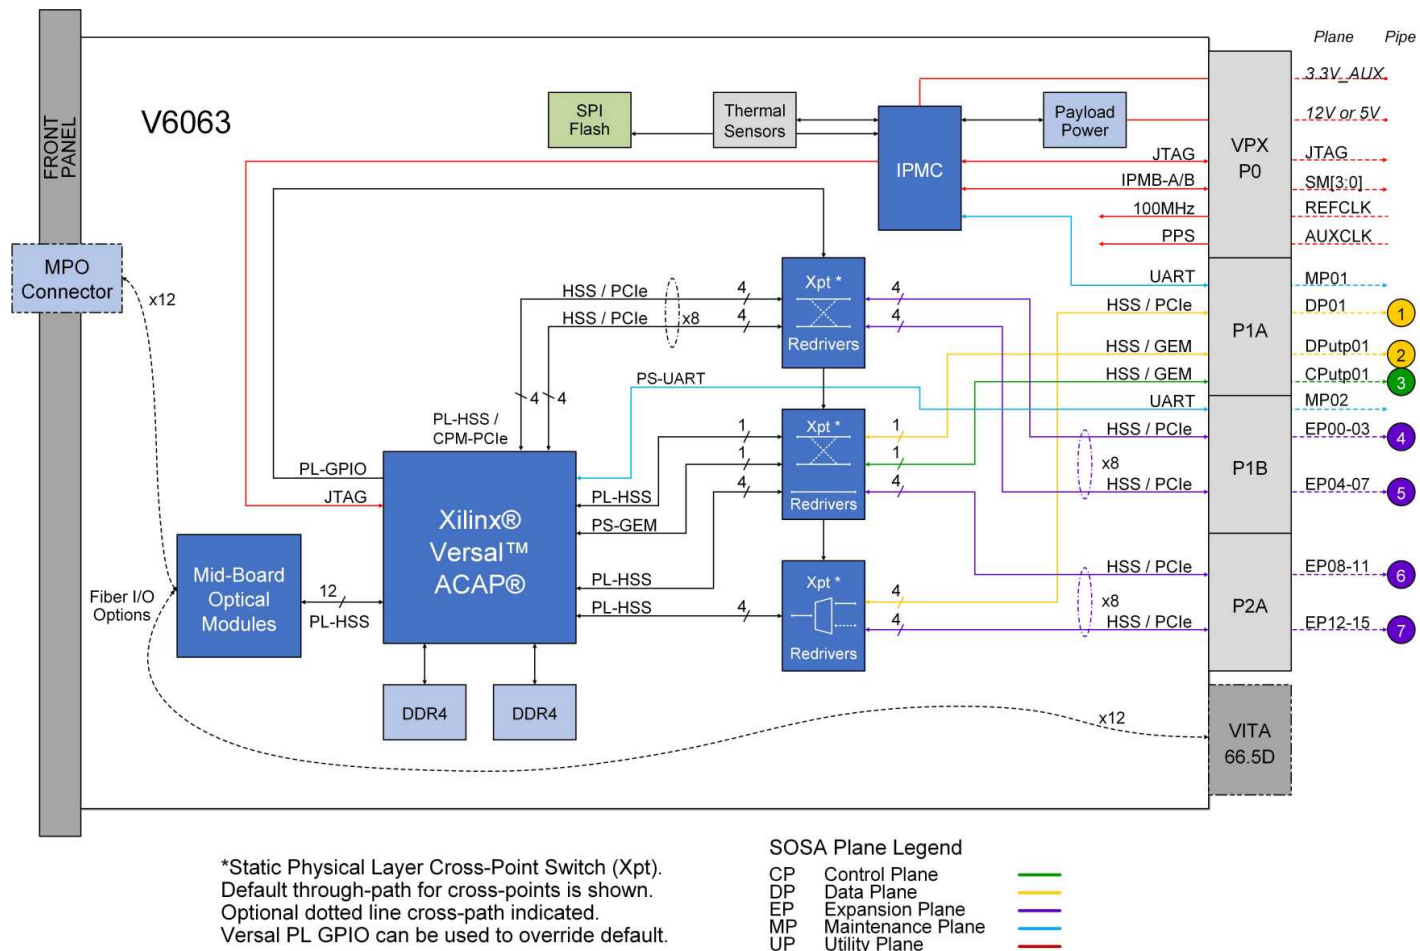 Plane Pipe
FRONT PANEL
V6063
SPI Flash
Thermal Sensors
IPMC
Payload Power
VPX P0
3.3V_AUX
12V or 5V
JTAG JTAG
IPMB-A/B SM[3:0]
100MHz REFCLK
PPS AUXCLK
MPO Connector
x12
HSS / PCIe 4
HSS / PCIe 4
x8
Xpt *
Redrivers
4
4
P1A
UART MP01
HSS / PCIe DP01 1
HSS / GEM DPutp01 2
HSS / GEM CPutp01 3
UART MP02
PS-UART
4 4
PL-HSS / CPM-PCIe
PL-GPIO
JTAG
Xilinx® Versal™ ACAP®
1
1
4
PL-HSS
PS-GEM
PL-HSS
PL-HSS 4
Xpt *
Redrivers
1
1
4
P1B
HSS / PCIe EP00-03 4
x8
HSS / PCIe EP04-07 5
Xpt *
Redrivers
4
4
P2A
HSS / PCIe EP08-11 6
x8
HSS / PCIe EP12-15 7
Mid-Board Optical Modules
Fiber I/O Options
12
PL-HSS
DDR4 DDR4
x12
VITA 66.5D
*Static Physical Layer Cross-Point Switch (Xpt).
Default through-path for cross-points is shown.
Optional dotted line cross-path indicated.
Versal PL GPIO can be used to override default.
SOSA Plane Legend
CP Control Plane
DP Data Plane
EP Expansion Plane
MP Maintenance Plane
UP Utility Plane